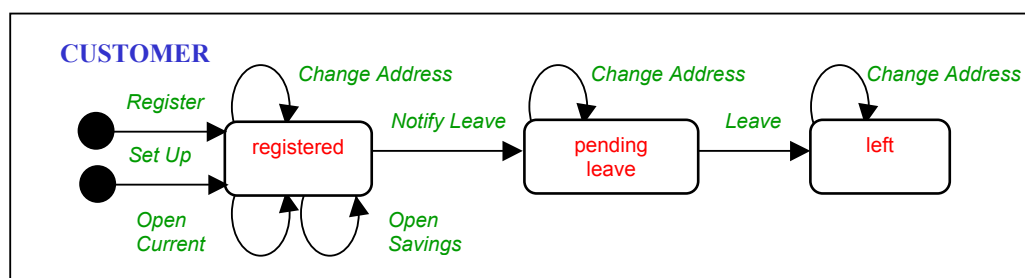 CUSTOMER
Change Address
Change Address
Change Address
Register
Notify Leave
Leave
registered
pending
leave
left
Set Up
Open
Current
Open
Savings